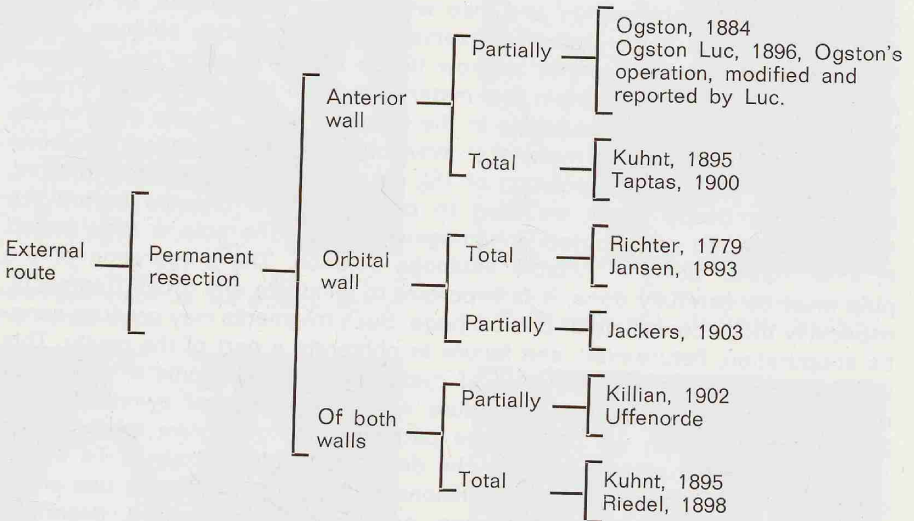 External
route
Permanent
resection
Anterior
wall
Partially
Ogston, 1884
Ogston Luc, 1896, Ogston's
operation, modified and
reported by Luc.
Total
Kuhnt, 1895
Taptas, 1900
Orbital
wall
Total
Richter, 1779
Jansen, 1893
Partially
Jackers, 1903
Of both
walls
Partially
Killian, 1902
Uffenorde
Total
Kuhnt, 1895
Riedel, 1898